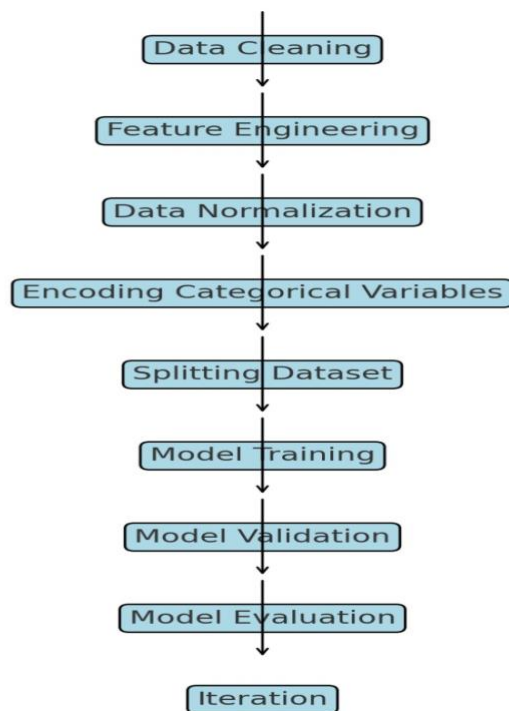 Data Cleaning
Feature Engineering
Data Normalization
Encoding Categorical Variables
Splitting Dataset
Model Training
Model Validation
Model Evaluation
Iteration